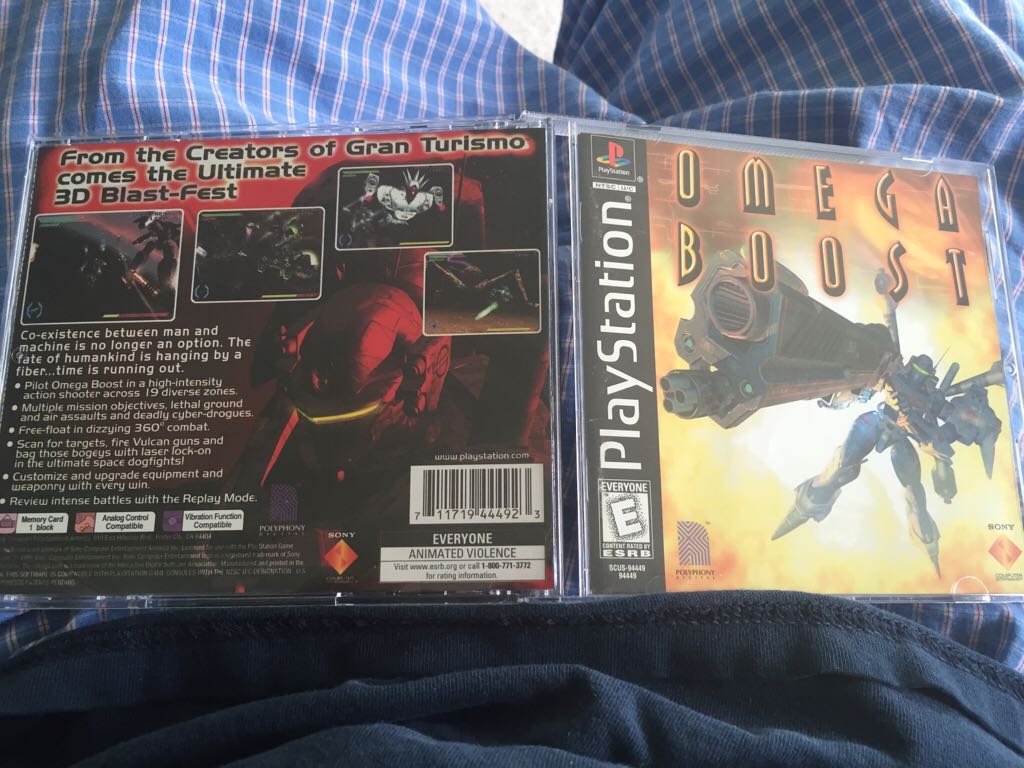 From the Creators of Gran Turismo
comes the Ultimate
3D Blast-Fest
Co-existence between man and
machine is no longer an option. The
fate of humankind is hanging by a
fiber...time is running out.
• Pilot Omega Boost in a high-intensity
action shooter across 19 diverse zones.
• Multiple mission objectives, lethal ground
and air assaults and deadly cyber-drogues.
• Free-float in dizzying 360° combat.
• Scan for targets, fire Vulcan guns and
bag those bogeys with laser lock-on
in the ultimate space dogfights!
• Customize and upgrade equipment and
weaponry with every win.
• Review intense battles with the Replay Mode.
Memory Card
1 block
Analog Control
Compatible
Vibration Function
Compatible
POLYPHONY
DIGITAL
SONY
www.playstation.com
7 11719 44492 3
EVERYONE
ANIMATED VIOLENCE
Visit www.esrb.org or call 1-800-771-3772
for rating information.
PlayStation
NTSC U/C
PlayStation®
EVERYONE
E
CONTENT RATED BY
ESRB
SCUS-94449
94449
OMEGA
BOOST
POLYPHONY
DIGITAL
SONY
COMPUTER
ENTERTAINMENT